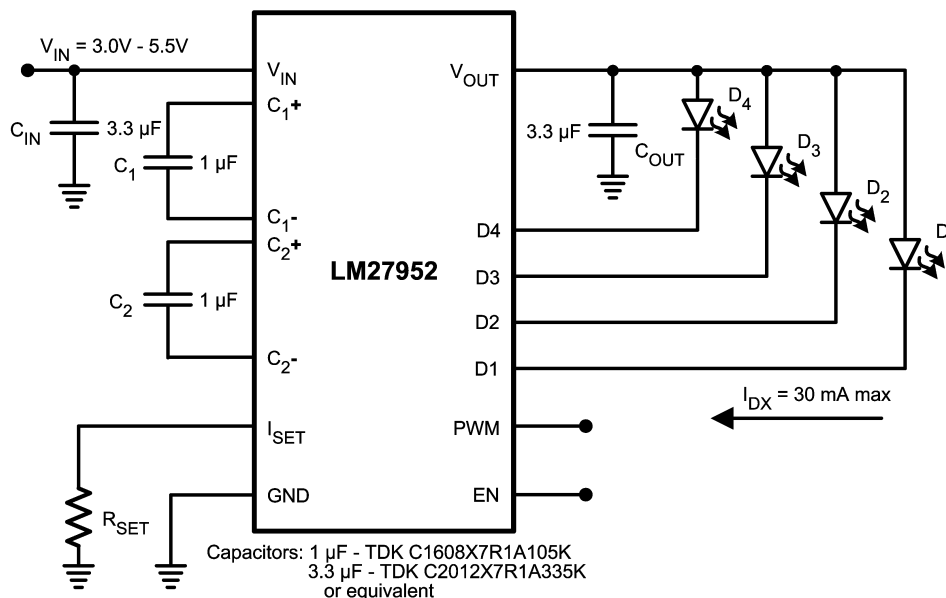 V_IN = 3.0V - 5.5V
V_IN
V_OUT
C_1+
C_IN
3.3 µF
C_1
1 µF
C_1-
C_2+
C_2
1 µF
C_2-
I_SET
GND
R_SET
LM27952
3.3 µF
C_OUT
D_4
D_3
D_2
D
D4
D3
D2
D1
I_DX = 30 mA max
PWM
EN
Capacitors: 1 µF - TDK C1608X7R1A105K
3.3 µF - TDK C2012X7R1A335K
or equivalent